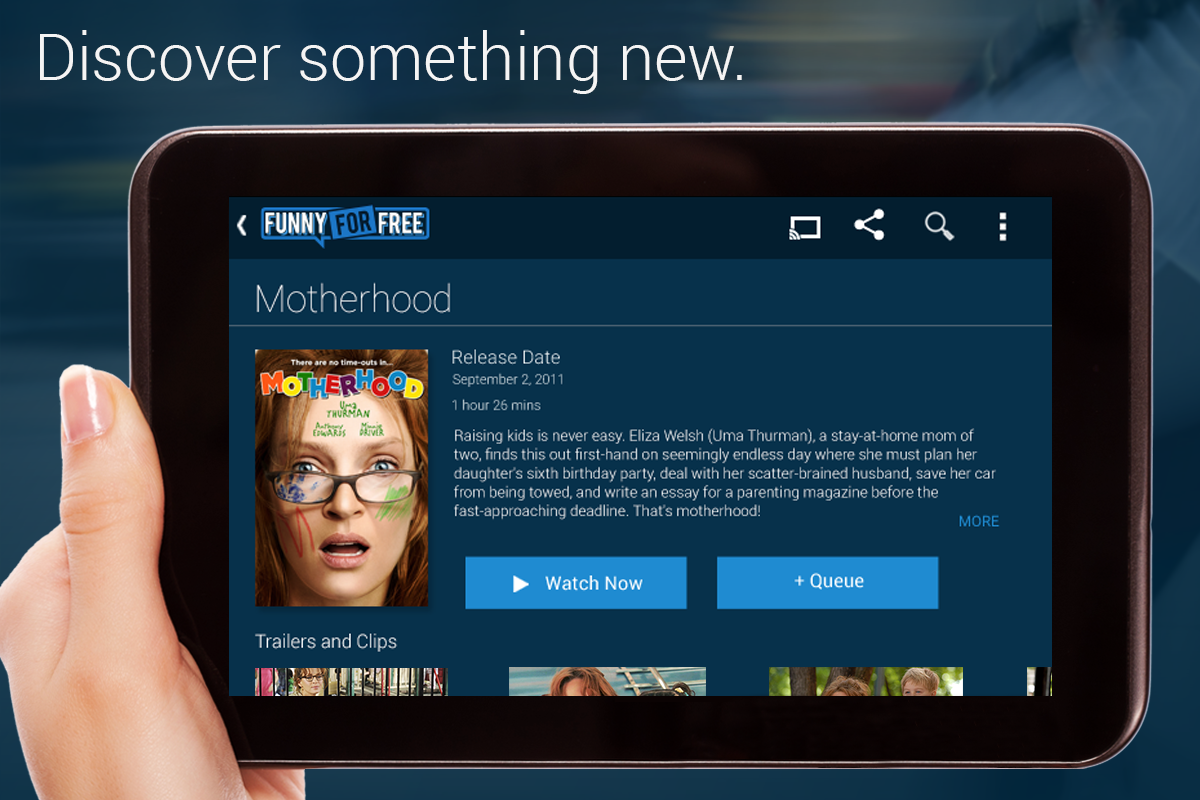 Discover something new.
FUNNY FOR FREE
Motherhood
There are no time-outs in...
MOTHERHOOD
Uma
THURMAN
Anthony
EDWARDS
Minnie
DRIVER
Release Date
September 2, 2011
1 hour 26 mins
Raising kids is never easy. Eliza Welsh (Uma Thurman), a stay-at-home mom of
two, finds this out first-hand on seemingly endless day where she must plan her
daughter's sixth birthday party, deal with her scatter-brained husband, save her car
from being towed, and write an essay for a parenting magazine before the
fast-approaching deadline. That's motherhood!
MORE
Watch Now
+ Queue
Trailers and Clips